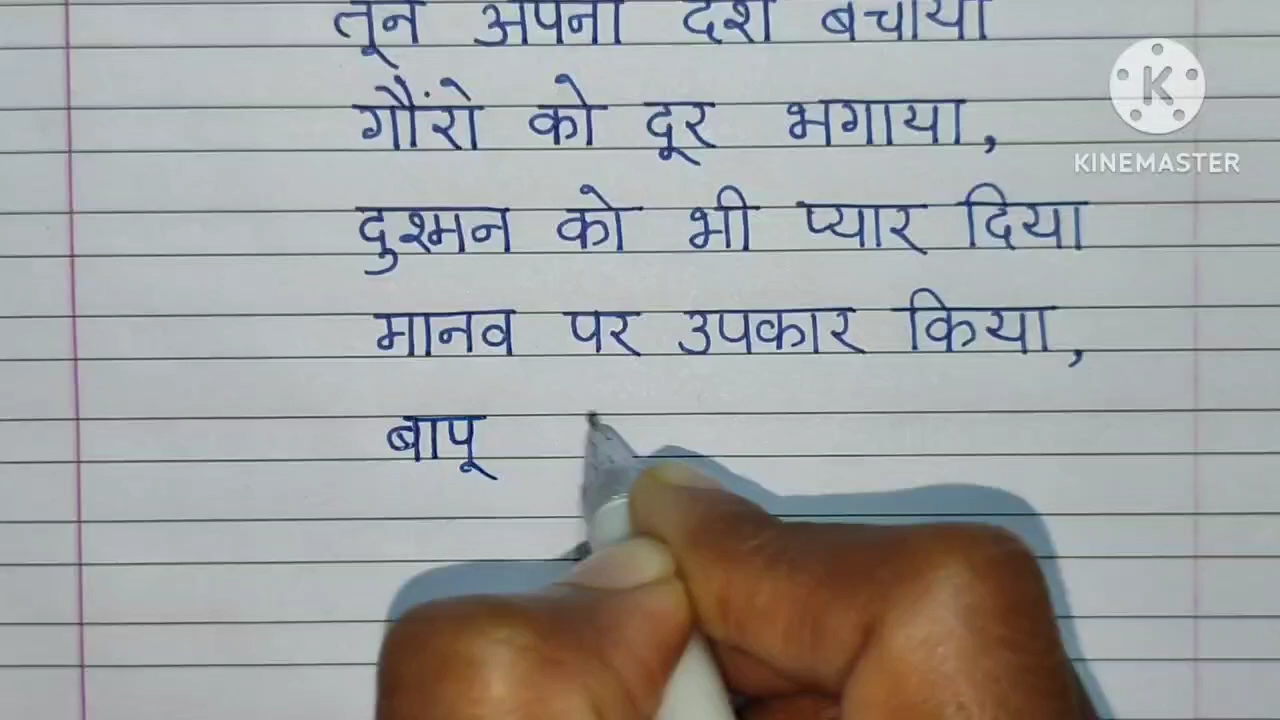 तूने अपना देश बचाया
गौंरो को दूर भगाया,
दुश्मन को भी प्यार दिया
मानव पर उपकार किया,
बापू
K
KINEMASTER